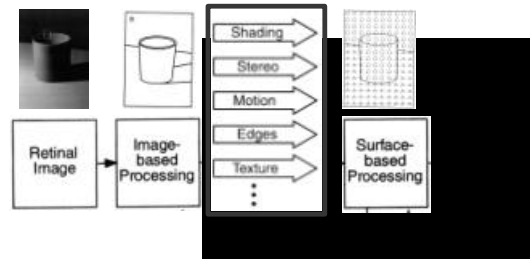 Shading
Stereo
Motion
Edges
Texture
Retinal
Image
Image-
based
Processing
Surface-
based
Processing